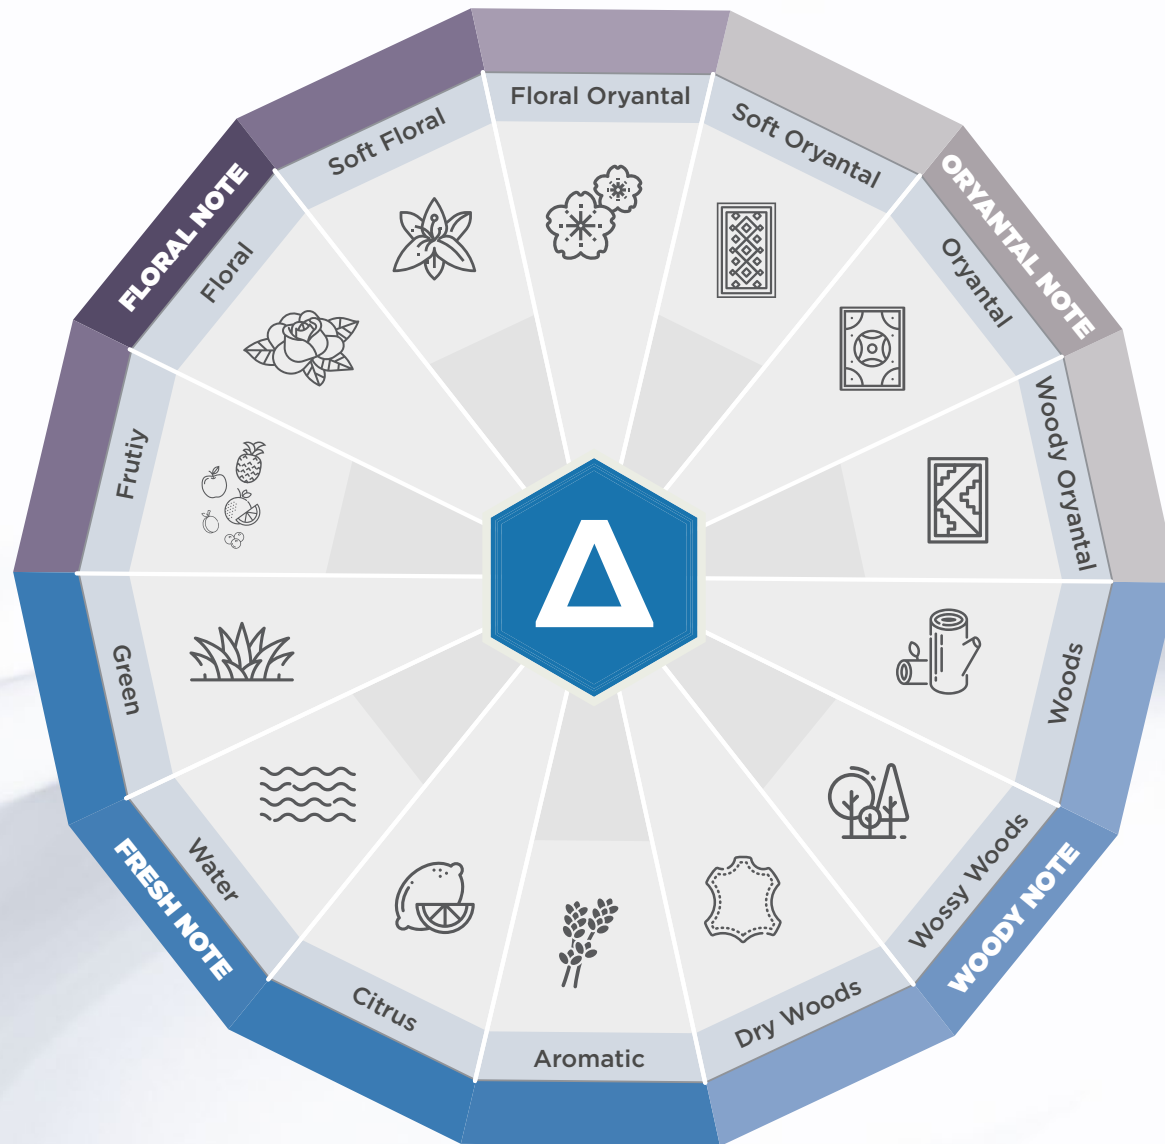 Floral Oryantal
Soft Oryantal
ORYANTAL NOTE
Oryantal
Woody Oryantal
Woods
Wossy Woods
WOODY NOTE
Dry Woods
Aromatic
Citrus
FRESH NOTE
Water
Green
Frutiy
FLORAL NOTE
Floral
Soft Floral